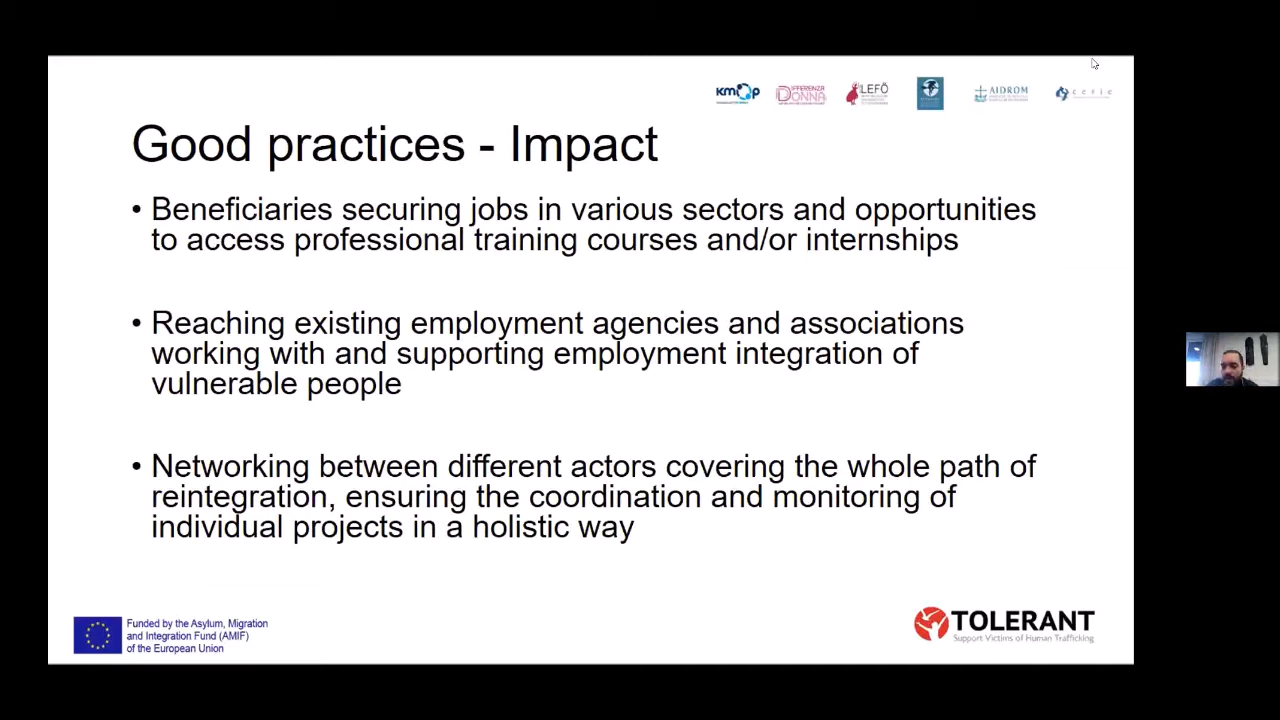 kmop
DIFFERENZA
DONNA
LEFÖ
AIDROM
cesie
Good practices - Impact
• Beneficiaries securing jobs in various sectors and opportunities
to access professional training courses and/or internships
• Reaching existing employment agencies and associations
working with and supporting employment integration of
vulnerable people
• Networking between different actors covering the whole path of
reintegration, ensuring the coordination and monitoring of
individual projects in a holistic way
Funded by the Asylum, Migration
and Integration Fund (AMIF)
of the European Union
TOLERANT
Support Victims of Human Trafficking